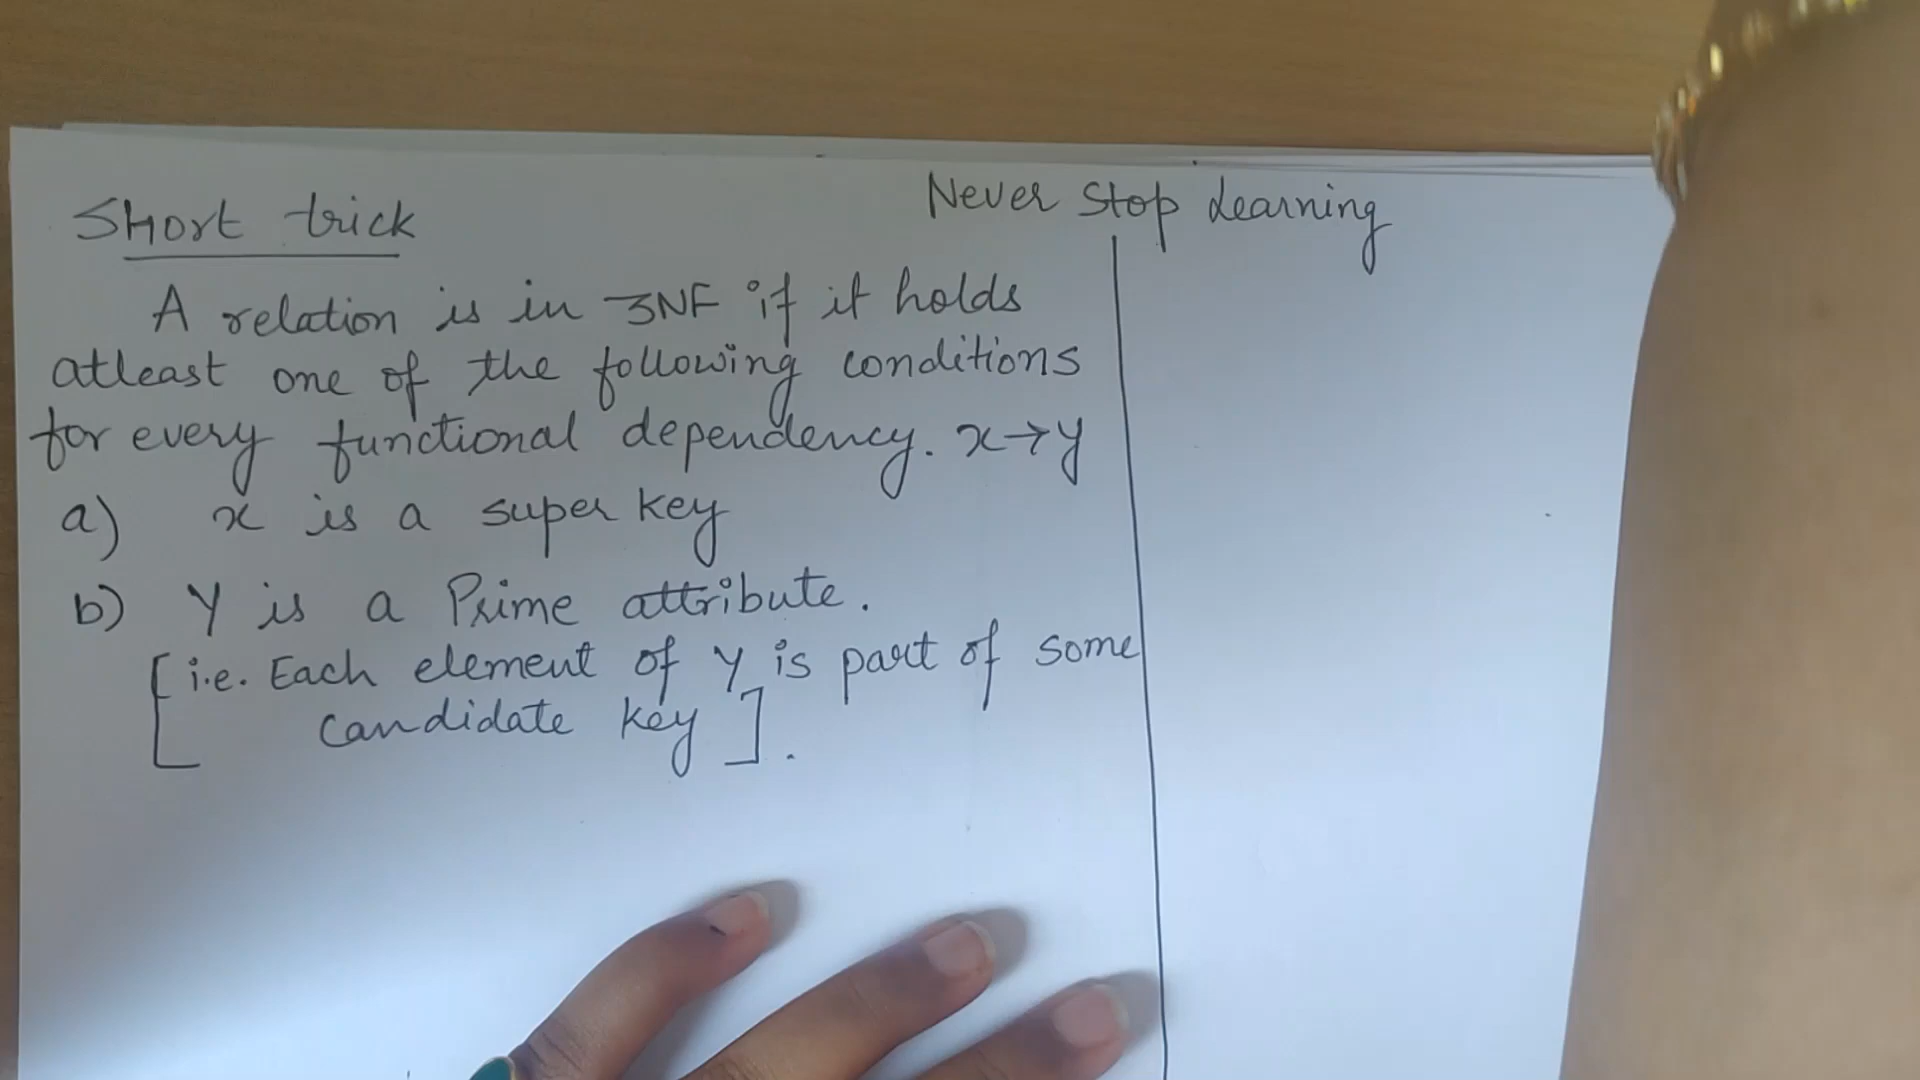 Short trick
Never Stop Learning
A relation is in 3NF if it holds
atleast one of the following conditions
for every functional dependency. x→y
a) x is a super key
b) Y is a Prime attribute.
[i.e. Each element of Y is part of some
candidate key].